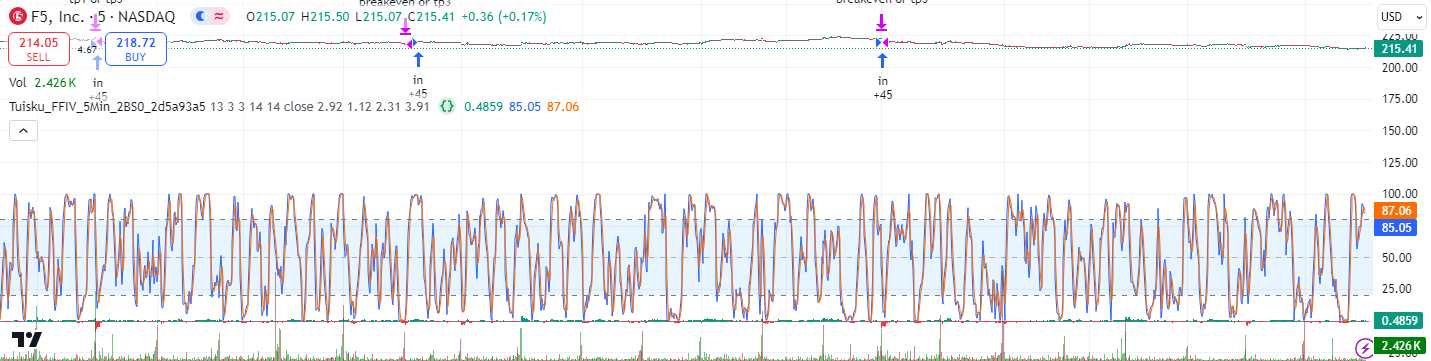 tp1 or tp3
breakeven or tp3
breakeven or tp3
F5, Inc. · 5 · NASDAQ
O215.07 H215.50 L215.07 C215.41 +0.36 (+0.17%)
USD
214.05
SELL
4.67
218.72
BUY
225.00
215.41
200.00
Vol 2.426 K
in
+45
in
+45
in
+45
Tuisku_FFIV_5Min_2BS0_2d5a93a5 13 3 3 14 14 close 2.92 1.12 2.31 3.91 {} 0.4859 85.05 87.06
175.00
150.00
125.00
100.00
87.06
85.05
50.00
25.00
0.4859
2.426 K